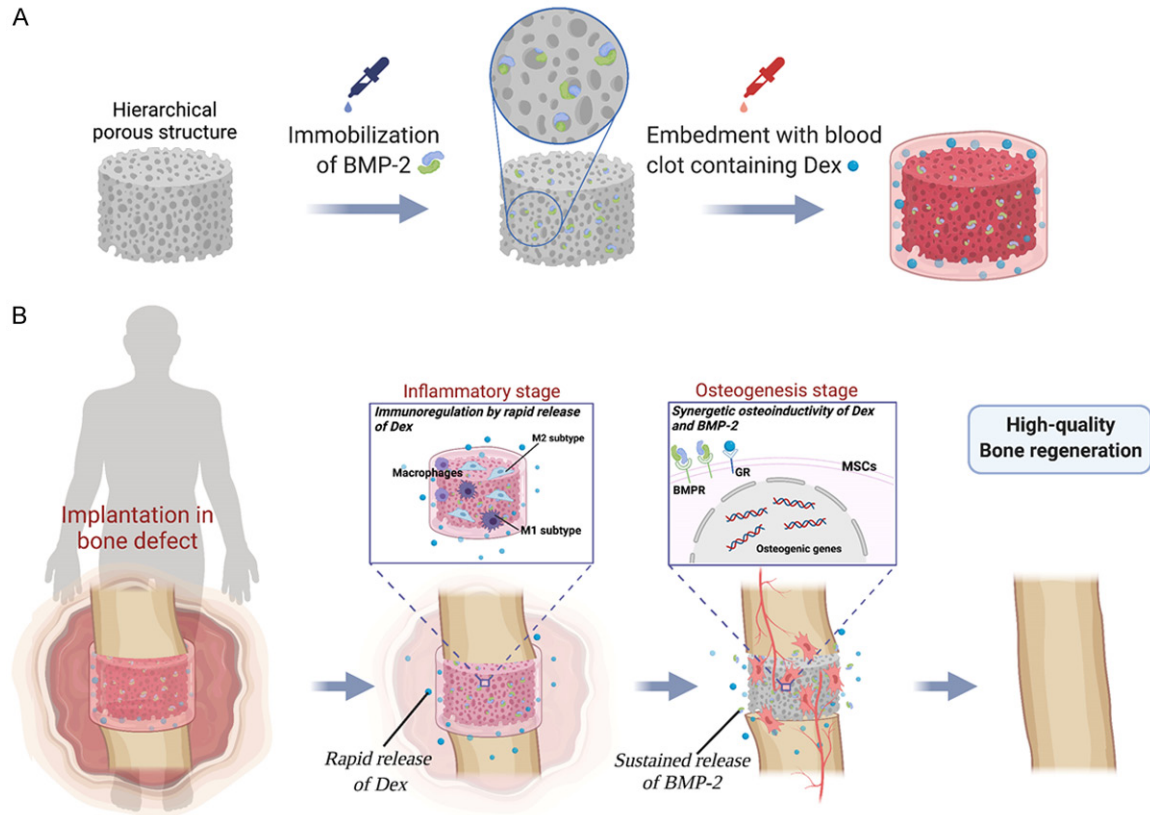 A
Hierarchical
porous structure
Immobilization
of BMP-2
Embedment with blood
clot containing Dex
B
Implantation in
bone defect
Inflammatory stage
Immunoregulation by rapid release
of Dex
M2 subtype
Macrophages
M1 subtype
Rapid release
of Dex
Osteogenesis stage
Synergetic osteoinductivity of Dex
and BMP-2
BMPR
GR
MSCs
Osteogenic genes
Sustained release
of BMP-2
High-quality
Bone regeneration